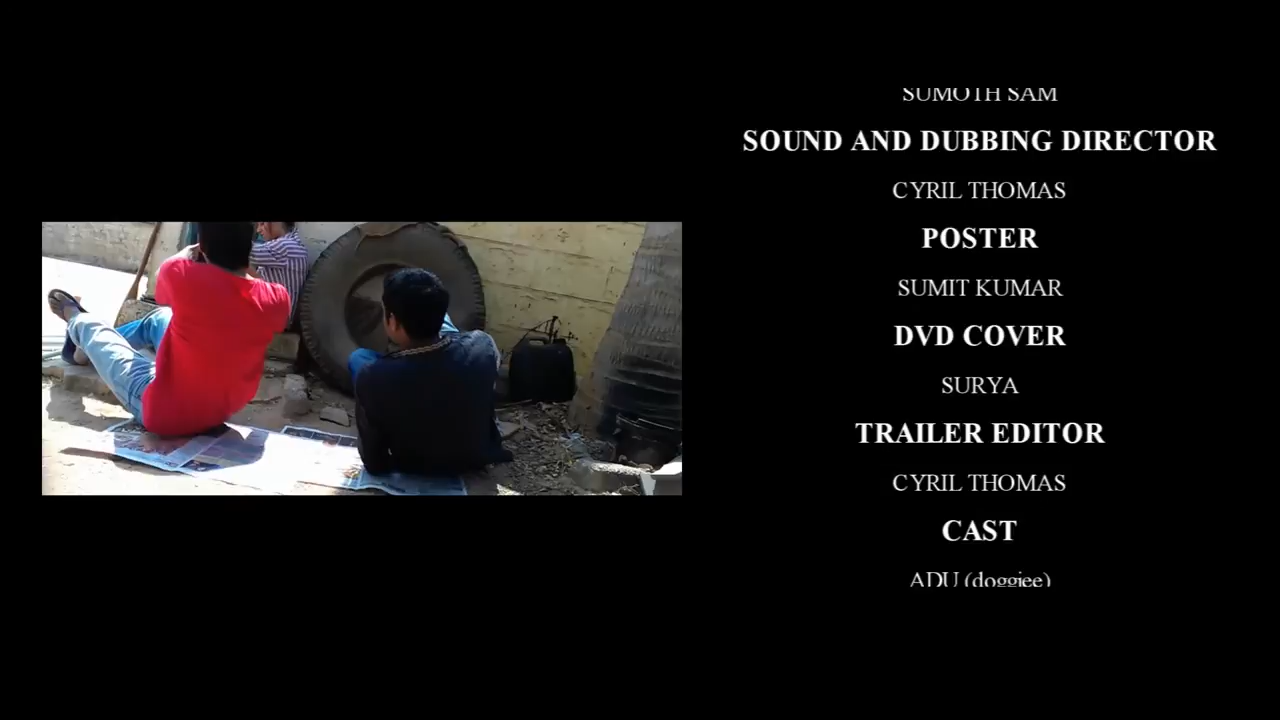 SUMOTH SAM
SOUND AND DUBBING DIRECTOR
CYRIL THOMAS
POSTER
SUMIT KUMAR
DVD COVER
SURYA
TRAILER EDITOR
CYRIL THOMAS
CAST
ADU (doggiee)